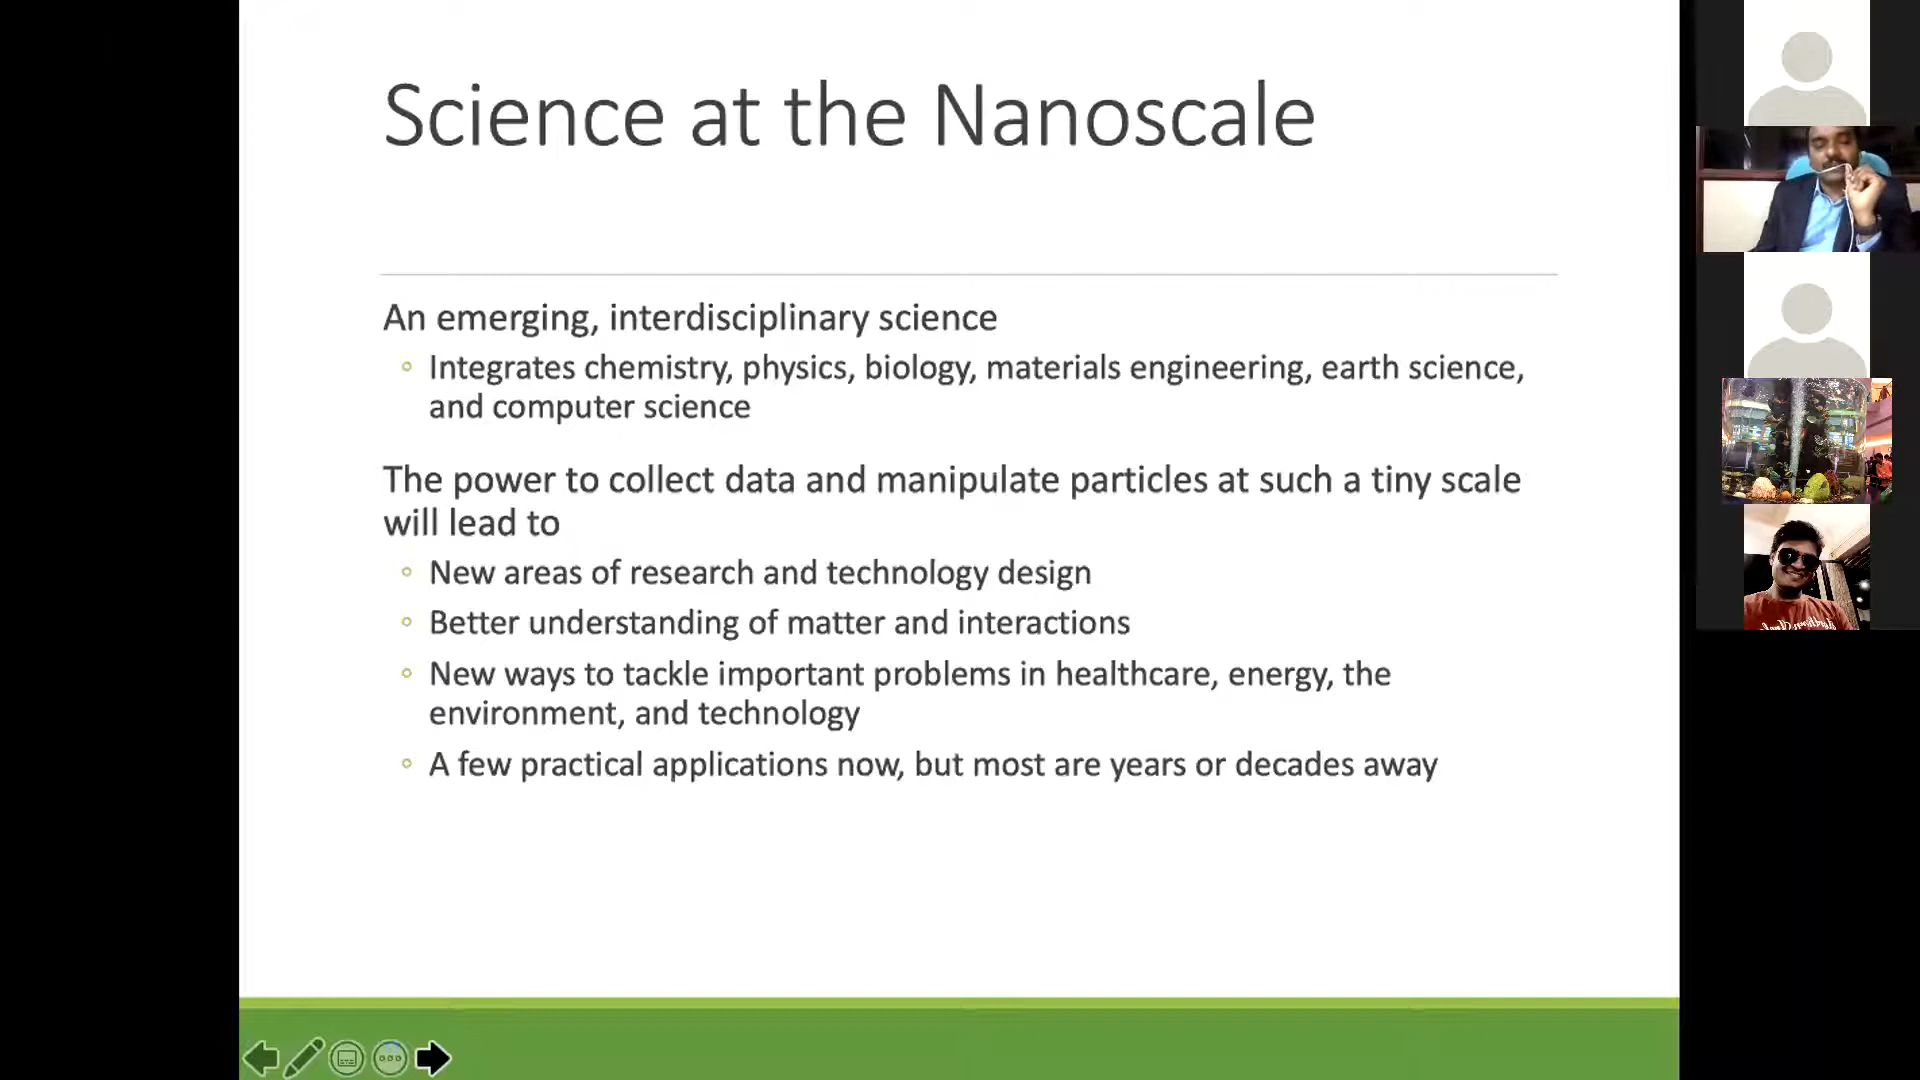 Science at the Nanoscale
An emerging, interdisciplinary science
Integrates chemistry, physics, biology, materials engineering, earth science,
and computer science
The power to collect data and manipulate particles at such a tiny scale
will lead to
New areas of research and technology design
Better understanding of matter and interactions
New ways to tackle important problems in healthcare, energy, the
environment, and technology
A few practical applications now, but most are years or decades away